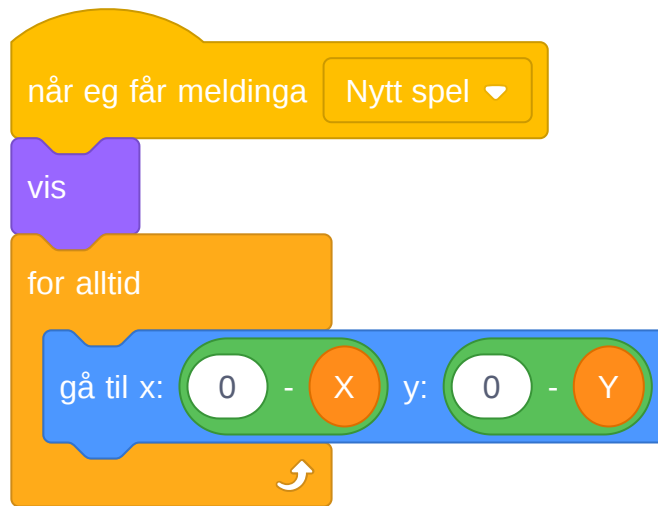 når eg får meldinga Nytt spel
vis
for alltid
gå til x: 0 - X y: 0 - Y